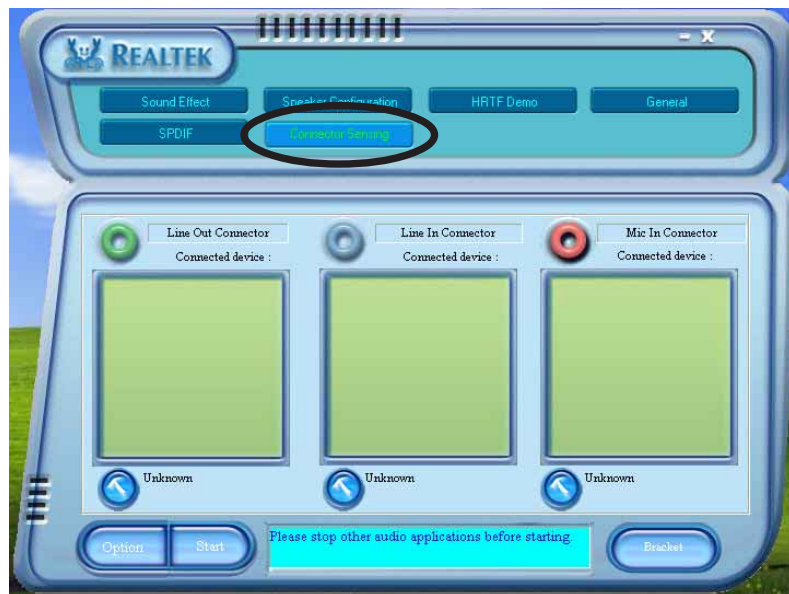 REALTEK
- X
Sound Effect
Speaker Configuration
HRTF Demo
General
SPDIF
Connector Sensing
Line Out Connector
Connected device :
Line In Connector
Connected device :
Mic In Connector
Connected device :
Unknown
Unknown
Unknown
Option
Start
Please stop other audio applications before starting.
Bracket